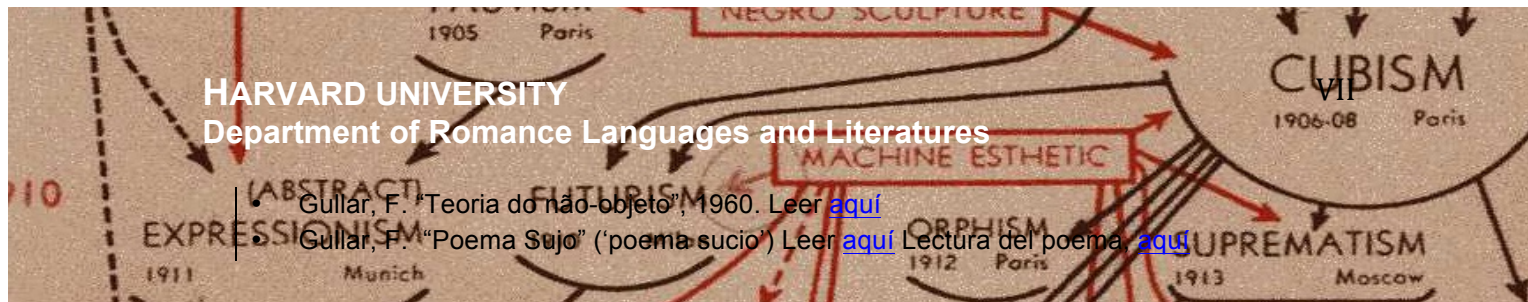 NEGRO SCULPTURE
1905 Paris
HARVARD UNIVERSITY
CUBISM
VII
1906-08 Paris
Department of Romance Languages and Literatures
MACHINE ESTHETIC
910
(ABSTRACT)
EXPRESSIONISM
1911 Munich
FUTURISM
• Gullar, F. “Teoria do não-objeto”, 1960. Leer aquí
• Gullar, F. “Poema Sujo” (‘poema sucio’) Leer aquí Lectura del poema, aquí
ORPHISM
1912 Paris
SUPREMATISM
1913 Moscow